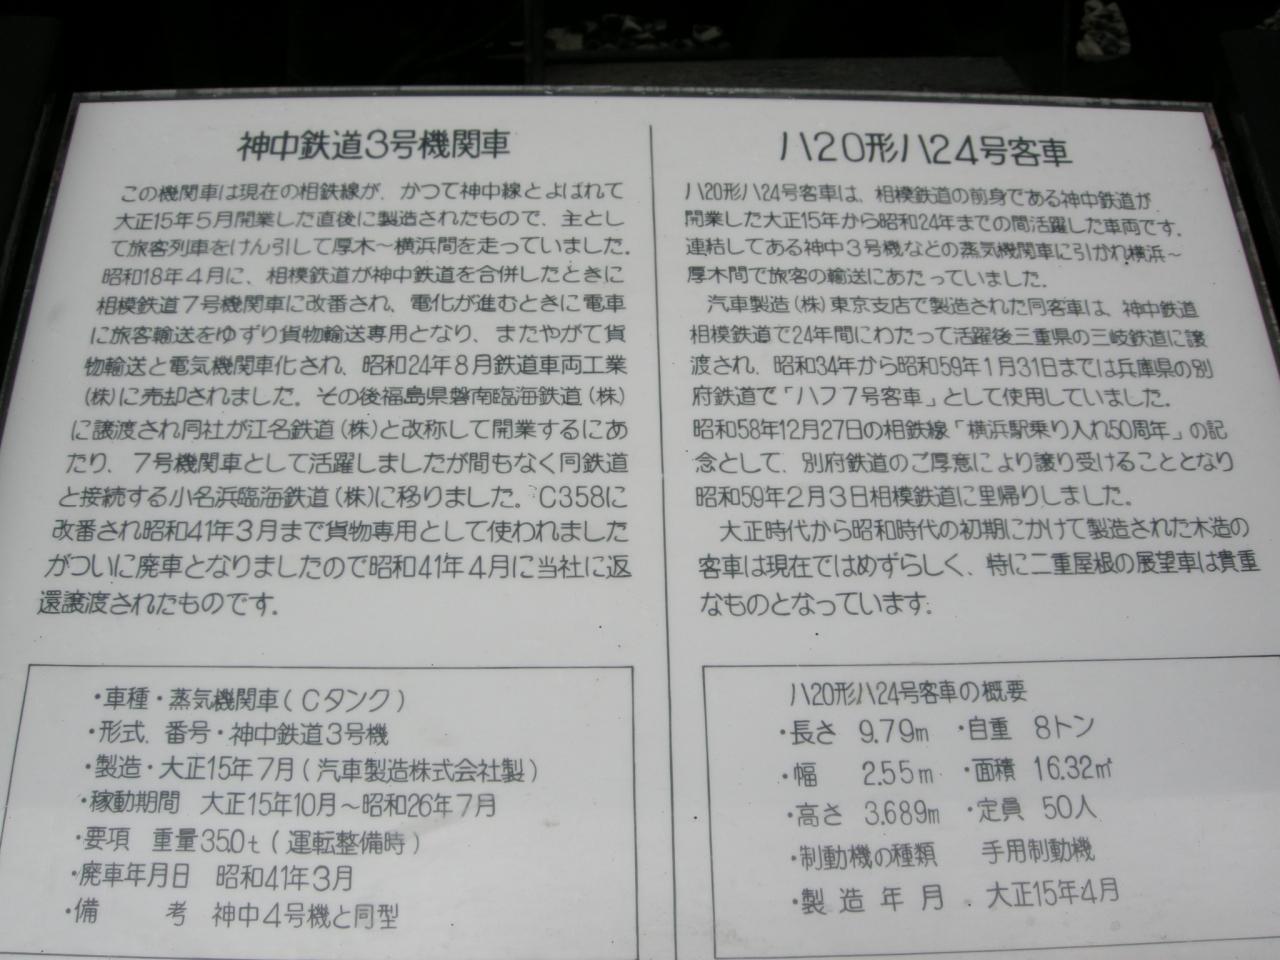 神中鉄道3号機関車
この機関車は現在の相鉄線が、かつて神中線とよばれて
大正15年5月開業した直後に製造されたもので、主とし
て旅客列車をけん引して厚木～横浜間を走っていました。
昭和18年4月に、相模鉄道が神中鉄道を合併したときに
相模鉄道7号機関車に改番され、電化が進むときに電車
に旅客輸送をゆずり貨物輸送専用となり、またやがて貨
物輸送と電気機関車化され、昭和24年8月鉄道車両工業
(株)に売却されました。その後福島県磐南臨海鉄道(株)
に譲渡され同社が江名鉄道(株)と改称して開業するにあ
たり、7号機関車として活躍しましたが間もなく同鉄道
と接続する小名浜臨海鉄道(株)に移りました。C358に
改番され昭和41年3月まで貨物専用として使われました
がついに廃車となりましたので昭和41年4月に当社に返
還譲渡されたものです.
・車種・蒸気機関車(Cタンク)
・形式．番号・神中鉄道3号機
・製造・大正15年7月(汽車製造株式会社製)
・稼動期間 大正15年10月～昭和26年7月
・要項 重量35.0t(運転整備時)
・廃車年月日 昭和41年3月
・備 考 神中4号機と同型
ハ20形ハ24号客車
ハ20形ハ24号客車は、相模鉄道の前身である神中鉄道が
開業した大正15年から昭和24年までの間活躍した車両です.
連結してある神中3号機などの蒸気機関車に引かれ横浜～
厚木間で旅客の輸送にあたっていました.
汽車製造(株)東京支店で製造された同客車は、神中鉄道
相模鉄道で24年間にわたって活躍後三重県の三岐鉄道に譲
渡され、昭和34年から昭和59年1月31日までは兵庫県の別
府鉄道で「ハフ7号客車」として使用していました.
昭和58年12月27日の相鉄線「横浜駅乗り入れ50周年」の記
念として、別府鉄道のご厚意により譲り受けることとなり
昭和59年2月3日相模鉄道に里帰りしました.
大正時代から昭和時代の初期にかけて製造された木造の
客車は現在ではめずらしく、特に二重屋根の展望車は貴重
なものとなっています.
ハ20形ハ24号客車の概要
・長さ 9.79m ・自重 8トン
・幅 2.55m ・面積 16.32㎡
・高さ 3.689m ・定員 50人
・制動機の種類 手用制動機
・製造年月 大正15年4月